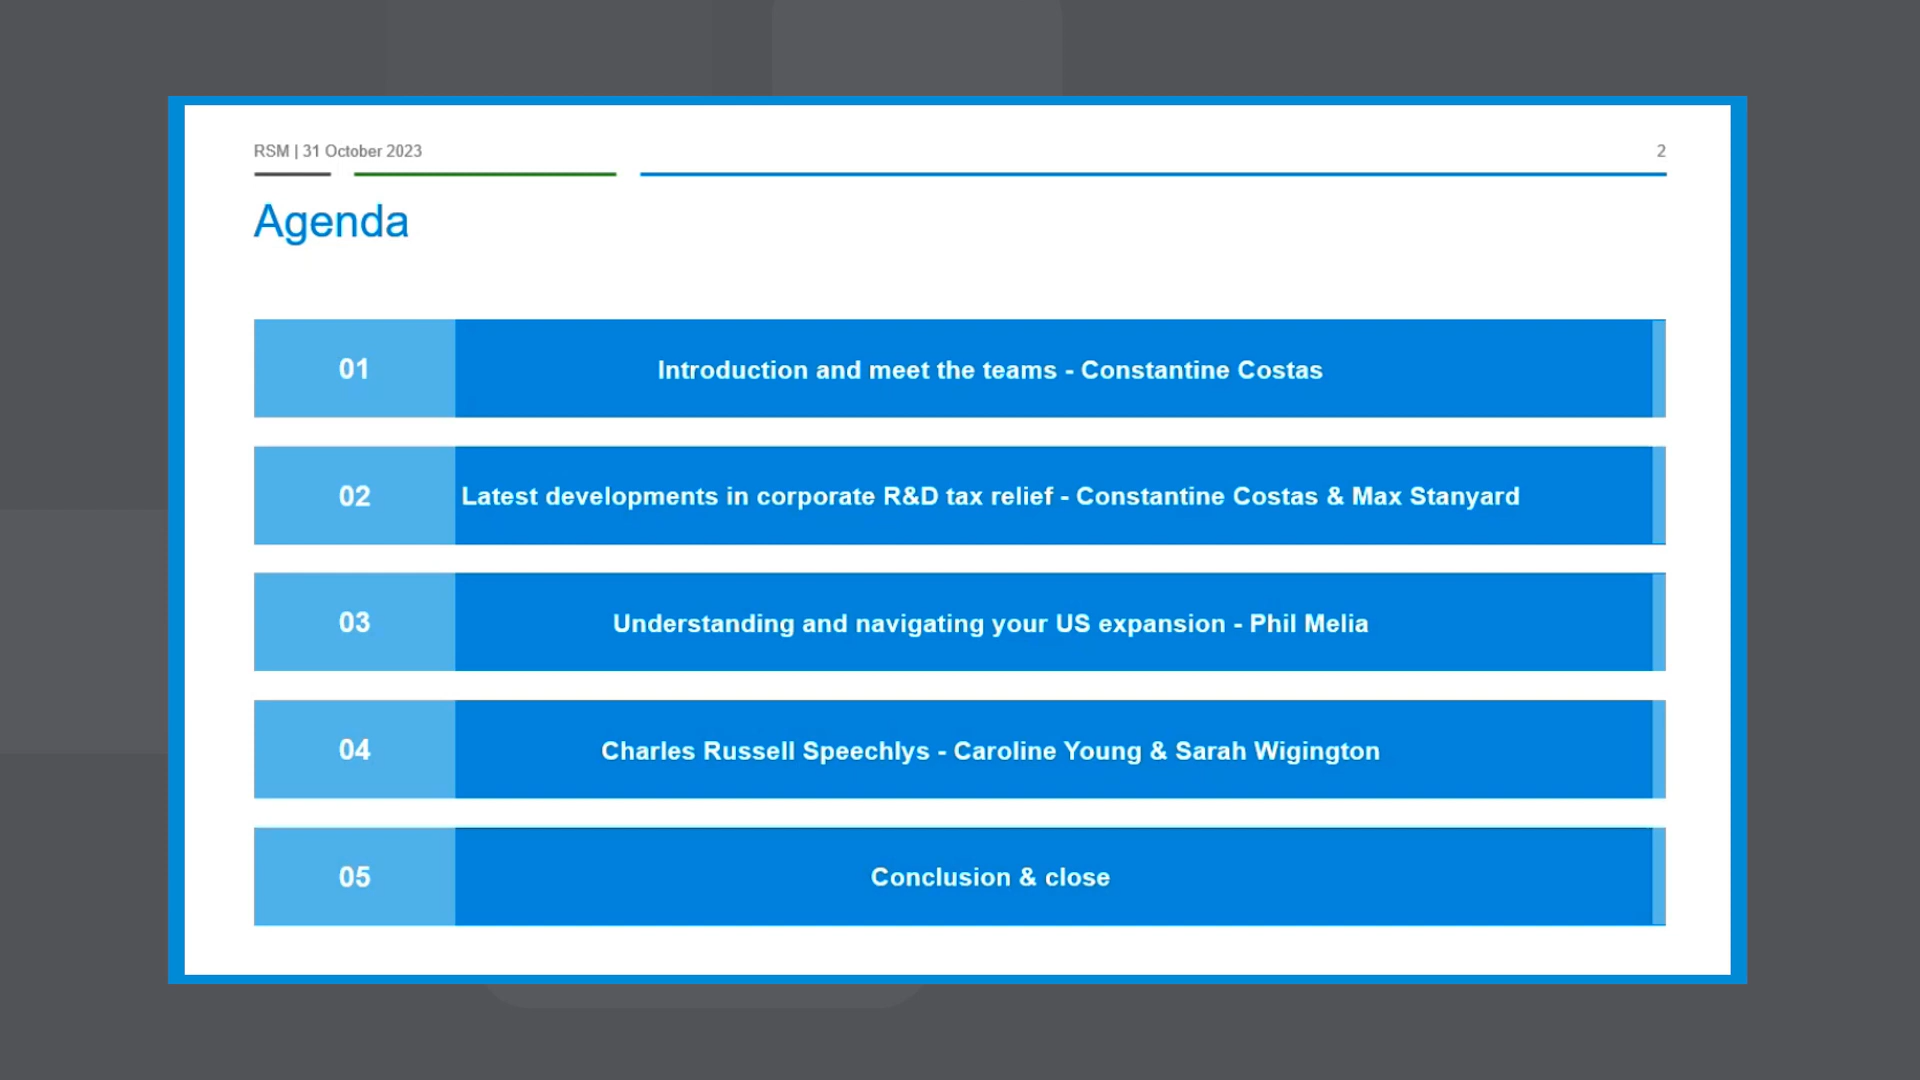 RSM | 31 October 2023
2
Agenda
01
Introduction and meet the teams - Constantine Costas
02
Latest developments in corporate R&D tax relief - Constantine Costas & Max Stanyard
03
Understanding and navigating your US expansion - Phil Melia
04
Charles Russell Speechlys - Caroline Young & Sarah Wigington
05
Conclusion & close